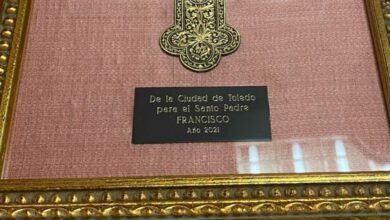 De la Ciudad de Toledo
para el Santo Padre
FRANCISCO
Año 2021